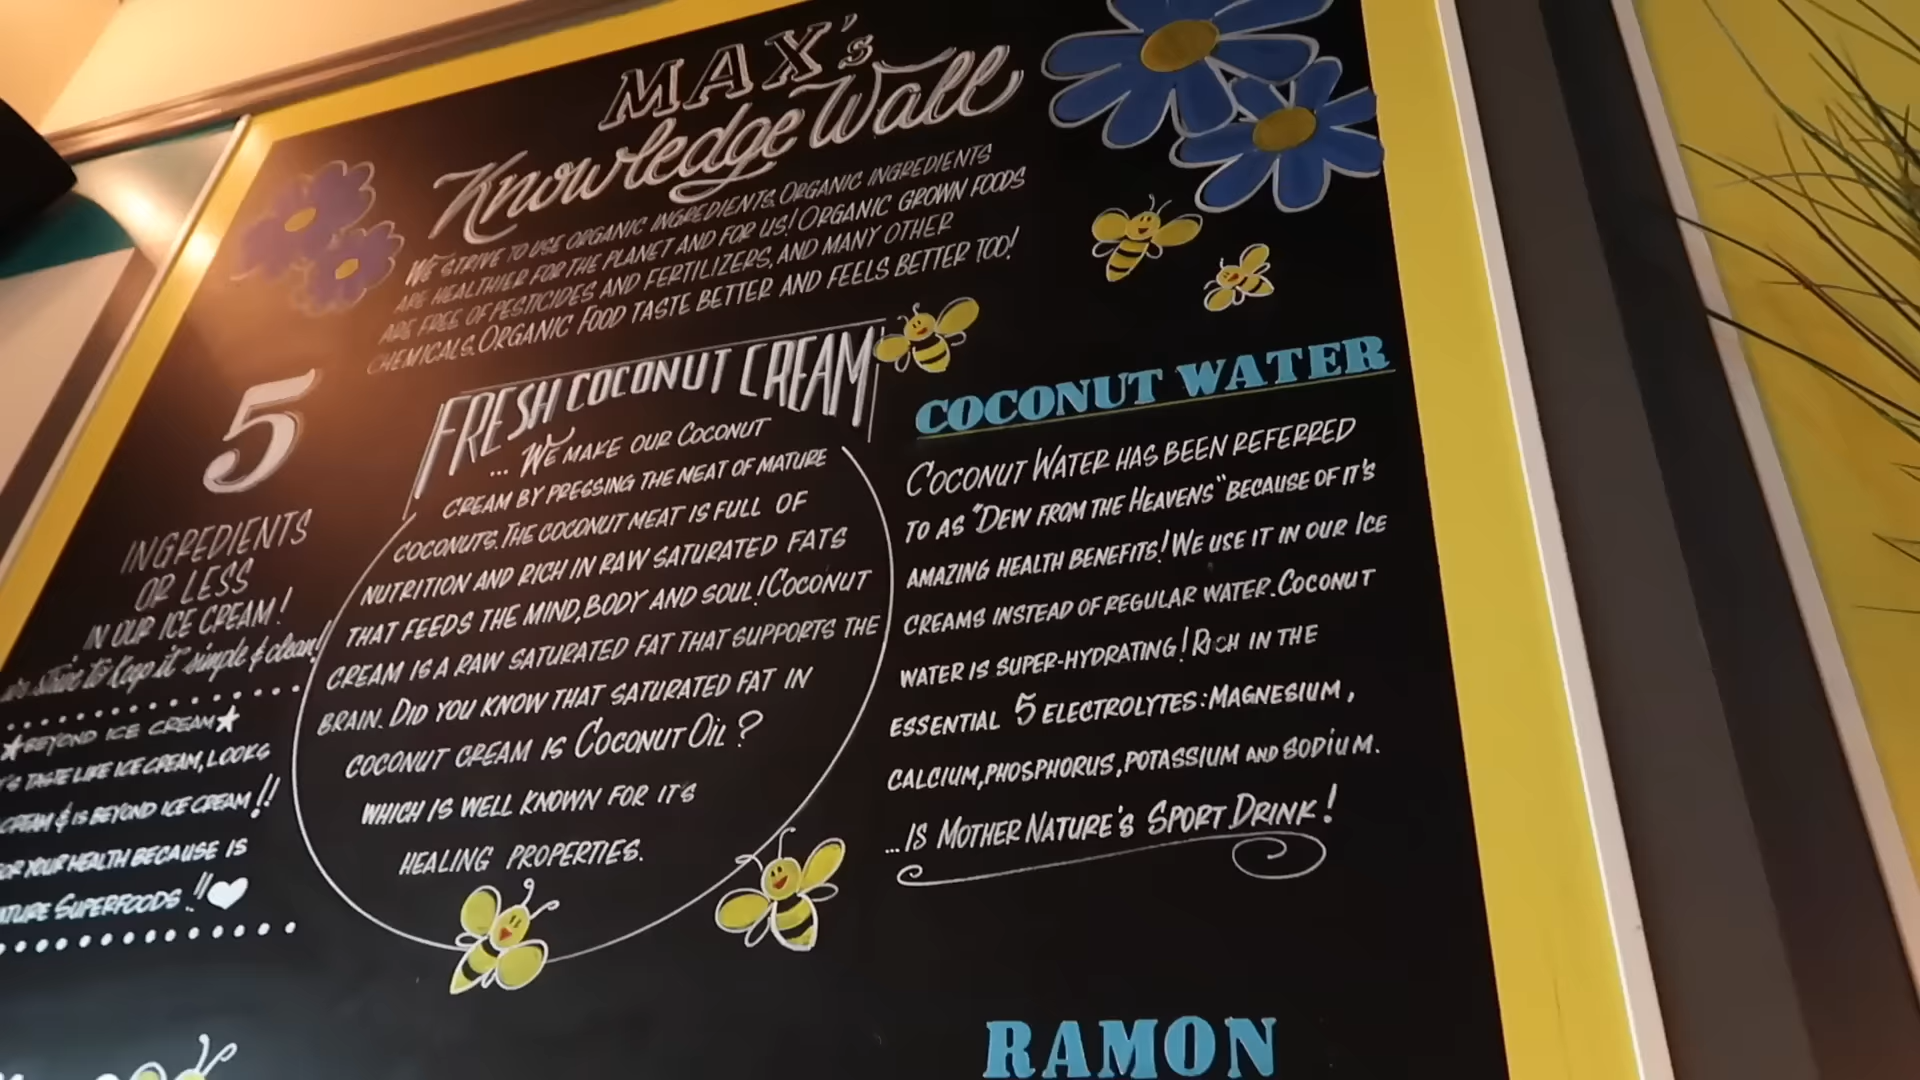 MAX's
Knowledge Wall
WE STRIVE TO USE ORGANIC INGREDIENTS. ORGANIC INGREDIENTS
ARE HEALTHIER FOR THE PLANET AND FOR US! ORGANIC GROWN FOODS
ARE FREE OF PESTICIDES AND FERTILIZERS, AND MANY OTHER
CHEMICALS. ORGANIC FOOD TASTE BETTER AND FEELS BETTER TOO!
5
INGREDIENTS
OR LESS
IN OUR ICE CREAM!
strive to keep it simple & clean!
BEYOND ICE CREAM
TASTE LIKE ICE CREAM, LOOKS
CREAM & IS BEYOND ICE CREAM!!
FOR YOUR HEALTH BECAUSE IS
SUPERFOODS!!
FRESH COCONUT CREAM
... WE MAKE OUR COCONUT
CREAM BY PRESSING THE MEAT OF MATURE
COCONUTS. THE COCONUT MEAT IS FULL OF
NUTRITION AND RICH IN RAW SATURATED FATS
THAT FEEDS THE MIND, BODY AND SOUL! COCONUT
CREAM IS A RAW SATURATED FAT THAT SUPPORTS THE
BRAIN. DID YOU KNOW THAT SATURATED FAT IN
COCONUT CREAM IS COCONUT OIL?
WHICH IS WELL KNOWN FOR IT'S
HEALING PROPERTIES.
COCONUT WATER
COCONUT WATER HAS BEEN REFERRED
TO AS "DEW FROM THE HEAVENS" BECAUSE OF IT'S
AMAZING HEALTH BENEFITS! WE USE IT IN OUR ICE
CREAMS INSTEAD OF REGULAR WATER. COCONUT
WATER IS SUPER-HYDRATING! RICH IN THE
ESSENTIAL 5 ELECTROLYTES: MAGNESIUM,
CALCIUM, PHOSPHORUS, POTASSIUM AND SODIUM.
...IS MOTHER NATURE'S SPORT DRINK!
RAMON